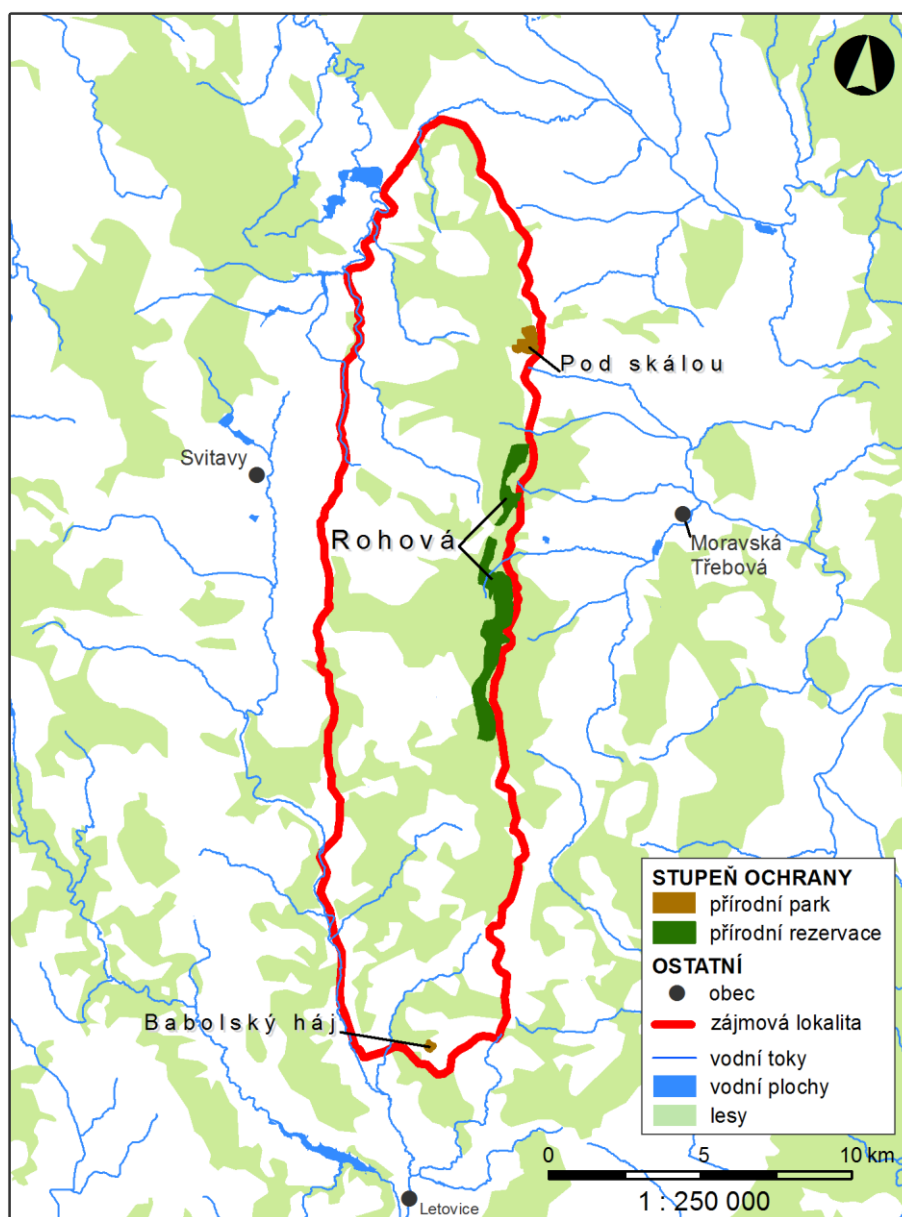 Pod skálou
Svitavy
Rohová
Moravská
Třebová
STUPEŇ OCHRANY
přírodní park
přírodní rezervace
OSTATNÍ
obec
zájmová lokalita
vodní toky
vodní plochy
lesy
Babolský háj
0 5 10 km
1 : 250 000
Letovice